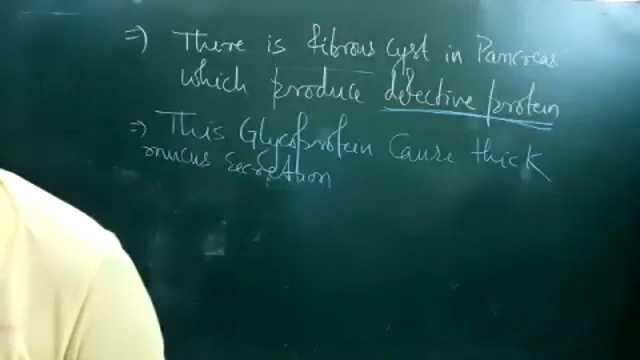 =) There is fibrous cyst in Pancreas
which produce defective protein
=) This Glycoprotein Cause thick
mucus secretion